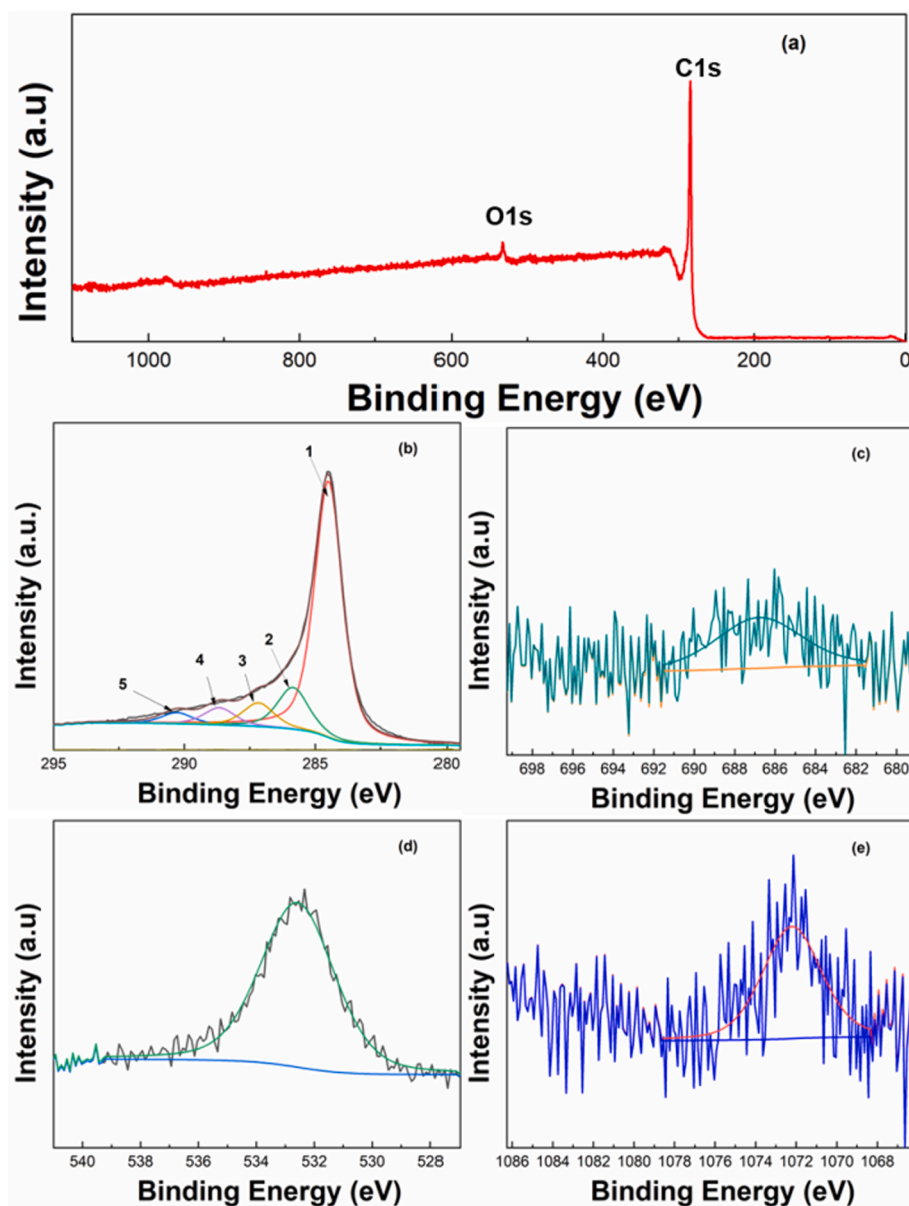 (a)
C1s
O1s
Intensity (a.u)
1000 800 600 400 200 0
Binding Energy (eV)
(b)
1
2
3
4
5
Intensity (a.u.)
295 290 285 280
Binding Energy (eV)
(c)
Intensity (a.u)
698 696 694 692 690 688 686 684 682 680
Binding Energy (eV)
(d)
Intensity (a.u)
540 538 536 534 532 530 528
Binding Energy (eV)
(e)
Intensity (a.u)
1086 1084 1082 1080 1078 1076 1074 1072 1070 1068
Binding Energy (eV)